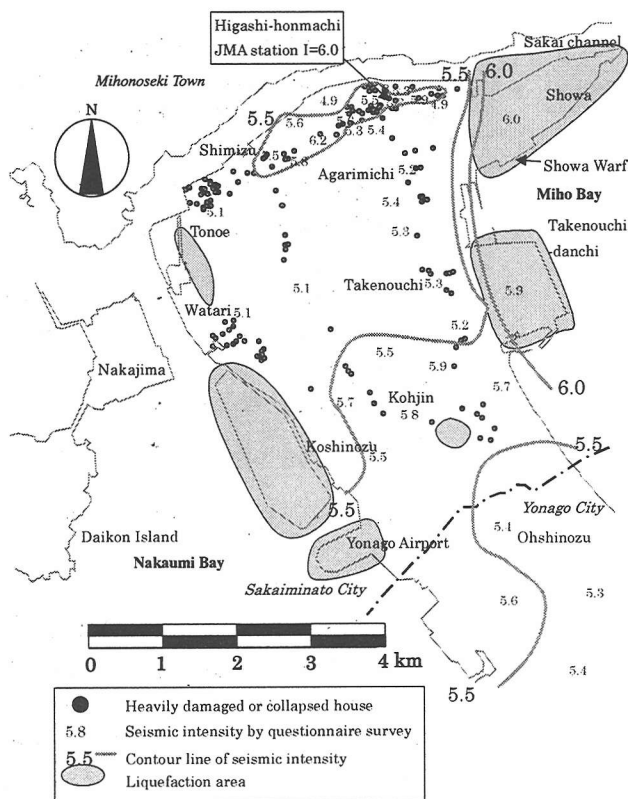 Higashi-honmachi
JMA station I=6.0
Sakai channel
Mihonoseki Town
5.5
6.0
N
5.5
5.6
4.9
5.5
4.9
Showa
6.0
6.2
5.3
5.4
Shimizu
5.8
Agarimichi
5.2
Showa Warf
Miho Bay
5.1
5.4
Tonoe
5.3
Takenouchi
-danchi
5.1
Takenouchi
5.3
5.9
Watari
5.1
5.2
5.5
Nakajima
5.9
5.7
6.0
5.7
Kohjin
5.8
Koshinozu
5.5
5.5
5.5
Yonago City
5.4
Ohshinozu
Daikon Island
Nakaumi Bay
Yonago Airport
Sakaiminato City
5.6
5.3
0 1 2 3 4 km
5.4
5.5
Heavily damaged or collapsed house
5.8 Seismic intensity by questionnaire survey
5.5 Contour line of seismic intensity
Liquefaction area